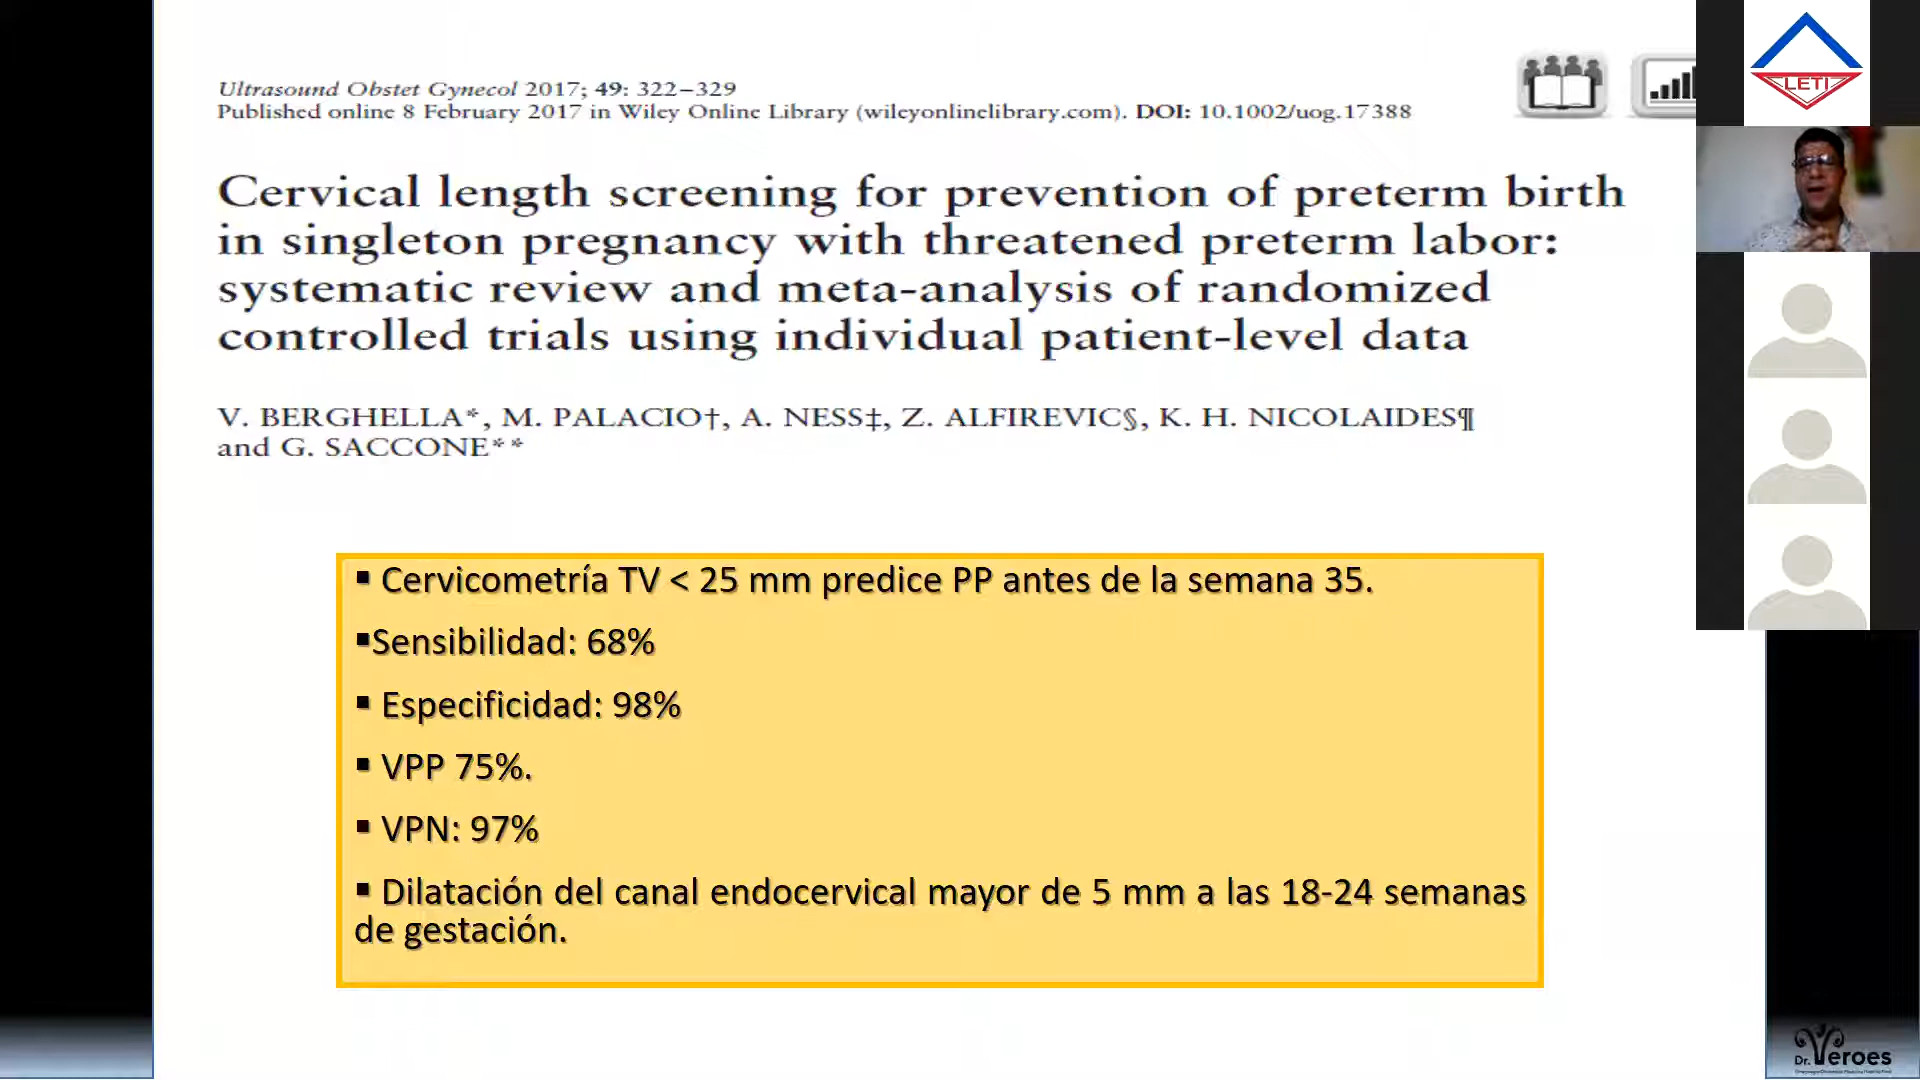 Ultrasound Obstet Gynecol 2017; 49: 322–329
Published online 8 February 2017 in Wiley Online Library (wileyonlinelibrary.com). DOI: 10.1002/uog.17388
Cervical length screening for prevention of preterm birth
in singleton pregnancy with threatened preterm labor:
systematic review and meta-analysis of randomized
controlled trials using individual patient-level data
V. BERGHELLA*, M. PALACIO†, A. NESS‡, Z. ALFIREVIC§, K. H. NICOLAIDES¶
and G. SACCONE**
▪ Cervicometría TV < 25 mm predice PP antes de la semana 35.
▪Sensibilidad: 68%
▪ Especificidad: 98%
▪ VPP 75%.
▪ VPN: 97%
▪ Dilatación del canal endocervical mayor de 5 mm a las 18-24 semanas
de gestación.
LETI
Dr. Yeroes